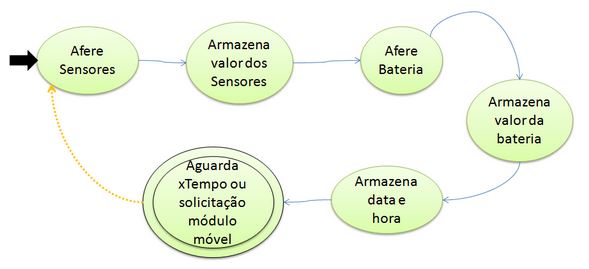 Afere
Sensores
Armazena
valor dos
Sensores
Afere
Bateria
Armazena
valor da
bateria
Armazena
data e
hora
Aguarda
xTempo ou
solicitação
módulo
móvel